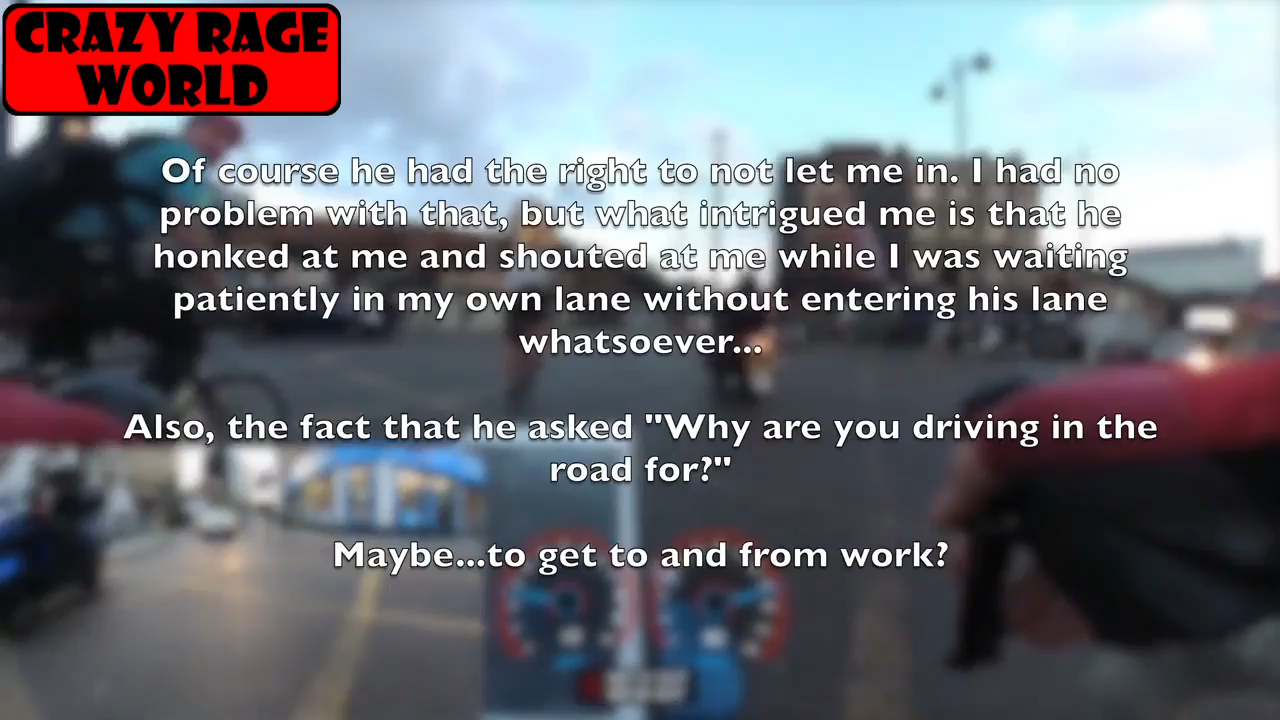 CRAZY RAGE
WORLD
Of course he had the right to not let me in. I had no
problem with that, but what intrigued me is that he
honked at me and shouted at me while I was waiting
patiently in my own lane without entering his lane
whatsoever...
Also, the fact that he asked "Why are you driving in the
road for?"
Maybe...to get to and from work?